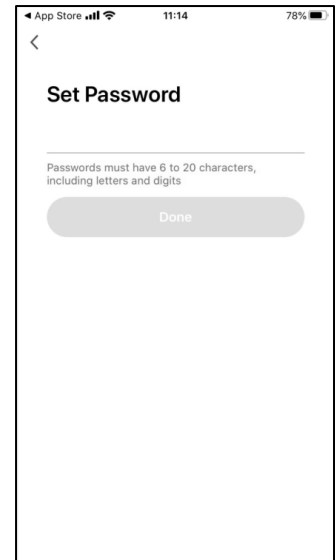 ◀ App Store 11:14 78%
Set Password
Passwords must have 6 to 20 characters,
including letters and digits
Done